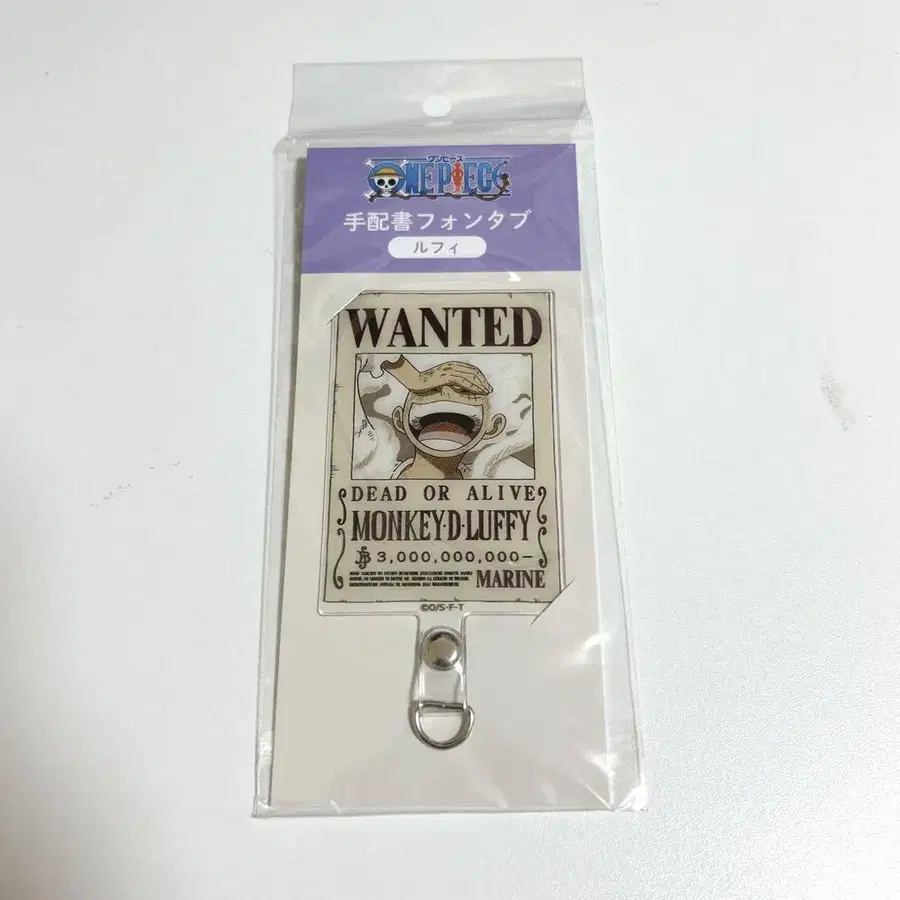 ワンピース
ONE PIECE
手配書フォンタブ
ルフィ
WANTED
DEAD OR ALIVE
MONKEY·D·LUFFY
3,000,000,000-
MARINE
©O/S·F·T